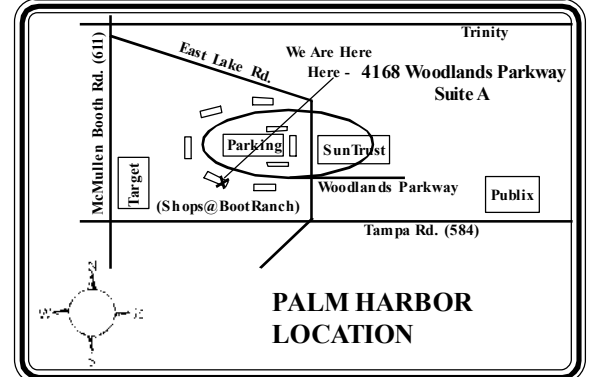 Trinity
McMullen Booth Rd. (611)
East Lake Rd.
We Are Here
Here - 4168 Woodlands Parkway
Suite A
Parking
SunTrust
Target
Woodlands Parkway
Publix
(Shops@BootRanch)
Tampa Rd. (584)
N
W
E
S
PALM HARBOR
LOCATION